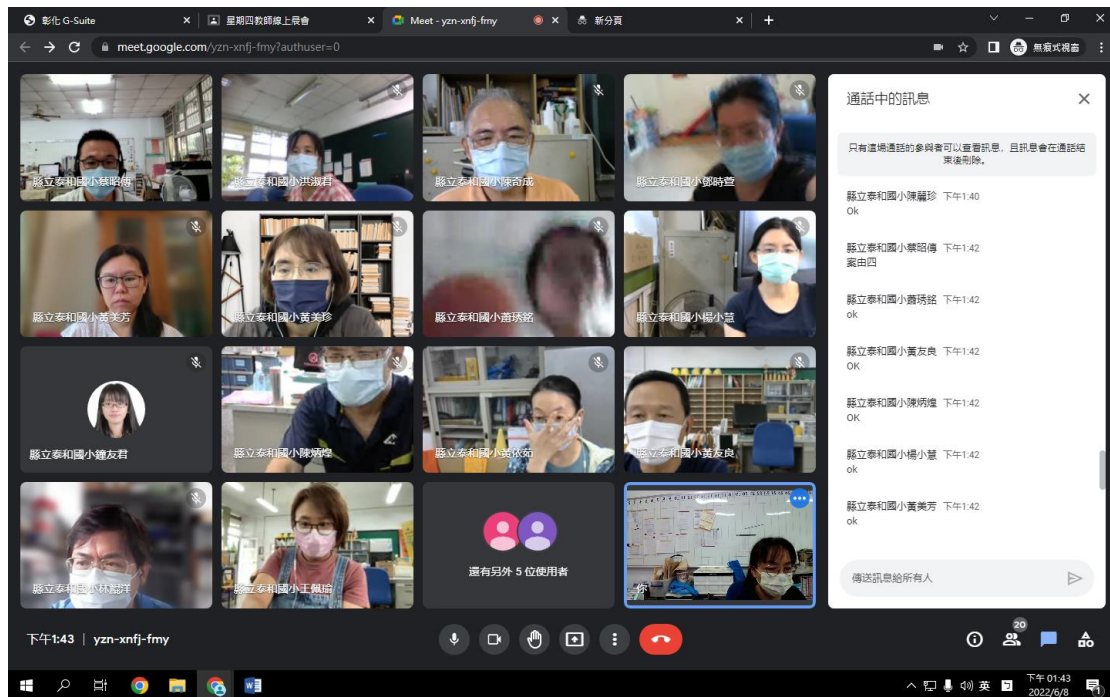 彰化 G-Suite
星期四教師線上晨會
Meet - yzn-xnfj-fmy
新分頁
meet.google.com/yzn-xnfj-fmy?authuser=0
無痕式視窗
縣立泰和國小蔡昭傳
縣立泰和國小洪淑君
縣立泰和國小陳奇成
縣立泰和國小鄧時萱
縣立泰和國小黃美芳
縣立泰和國小黃美珍
縣立泰和國小蕭琇銘
縣立泰和國小楊小慧
縣立泰和國小鐘友君
縣立泰和國小陳炳煌
縣立泰和國小黃依茹
縣立泰和國小黃友良
縣立泰和國小林
縣立泰和國小王佩瑜
還有另外 5 位使用者
你
通話中的訊息
只有這場通話的參與者可以查看訊息，且訊息會在通話結
束後刪除。
縣立泰和國小陳麗珍 下午1:40
Ok
縣立泰和國小蔡昭傳 下午1:42
案由四
縣立泰和國小蕭琇銘 下午1:42
ok
縣立泰和國小黃友良 下午1:42
OK
縣立泰和國小陳炳煌 下午1:42
OK
縣立泰和國小楊小慧 下午1:42
ok
縣立泰和國小黃美芳 下午1:42
ok
傳送訊息給所有人
下午1:43 | yzn-xnfj-fmy
20
英
下午 01:43
2022/6/8